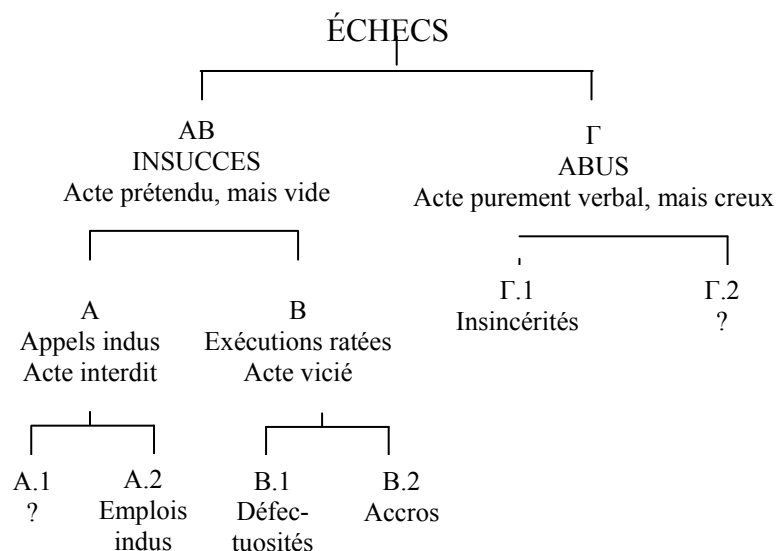 ÉCHECS
AB
INSUCCES
Acte prétendu, mais vide
Γ
ABUS
Acte purement verbal, mais creux
A
Appels indus
Acte interdit
B
Exécutions ratées
Acte vicié
Γ.1
Insincérités
Γ.2
?
A.1
?
A.2
Emplois
indus
B.1
Défec-
tuosités
B.2
Accros